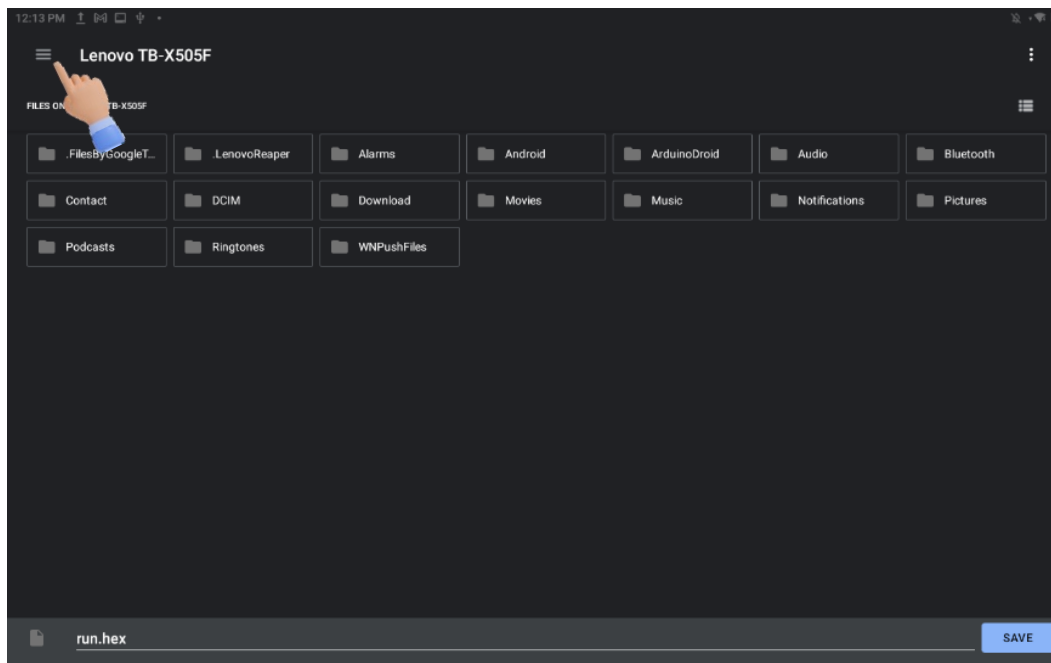 12:13 PM
Lenovo TB-X505F
FILES ON TB-X505F
.FilesByGoogleT...
.LenovoReaper
Alarms
Android
ArduinoDroid
Audio
Bluetooth
Contact
DCIM
Download
Movies
Music
Notifications
Pictures
Podcasts
Ringtones
WNPushFiles
run.hex
SAVE